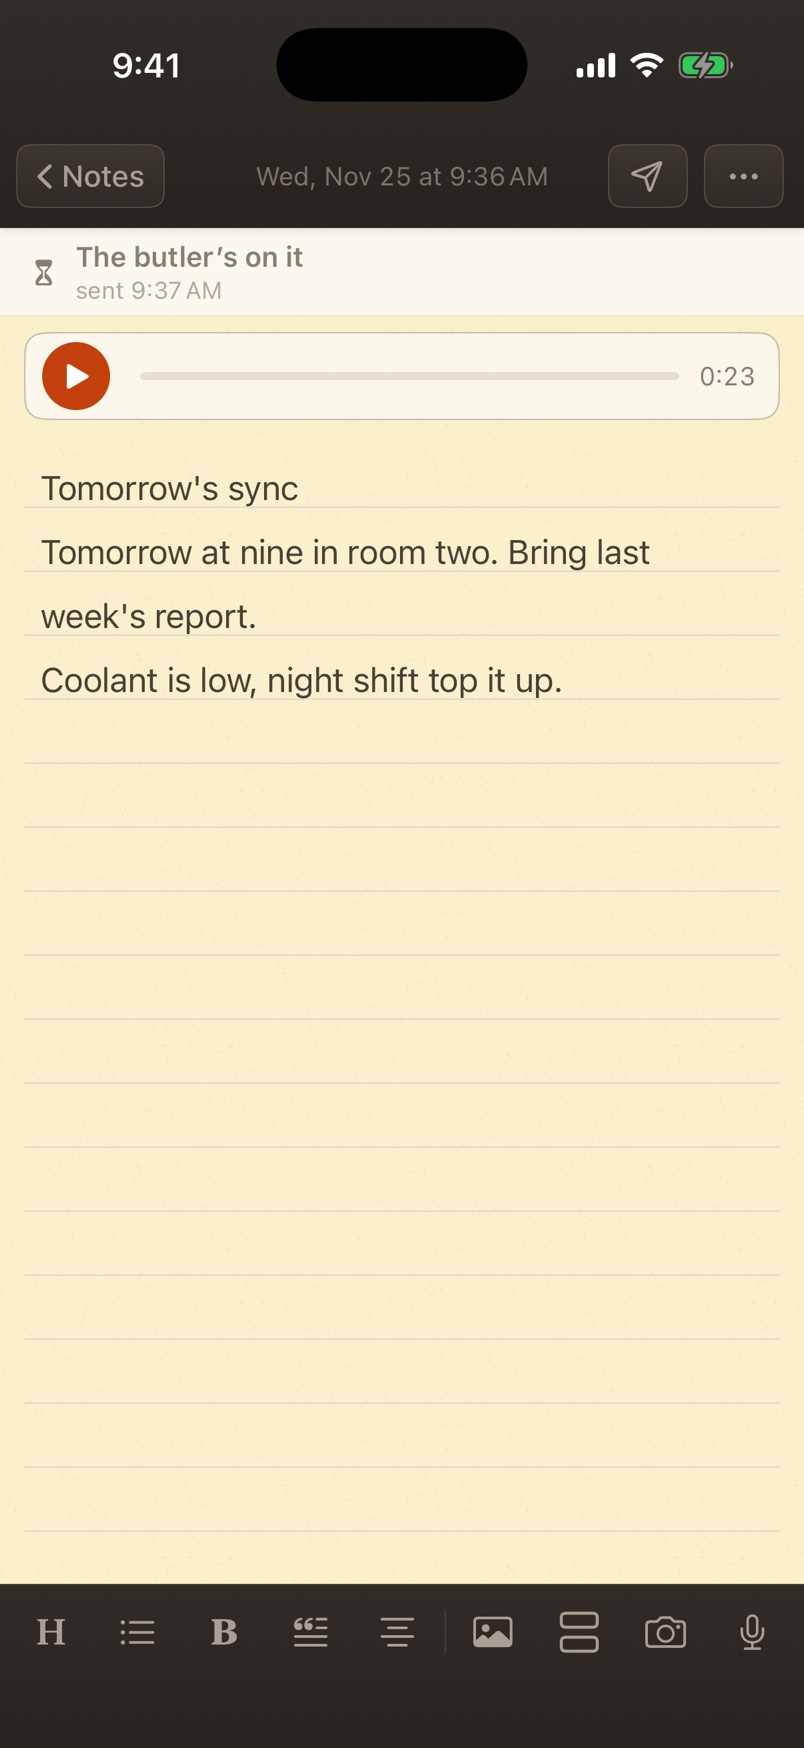 9:41
Notes
Wed, Nov 25 at 9:36 AM
The butler’s on it
sent 9:37 AM
0:23
Tomorrow's sync
Tomorrow at nine in room two. Bring last
week's report.
Coolant is low, night shift top it up.
H
B